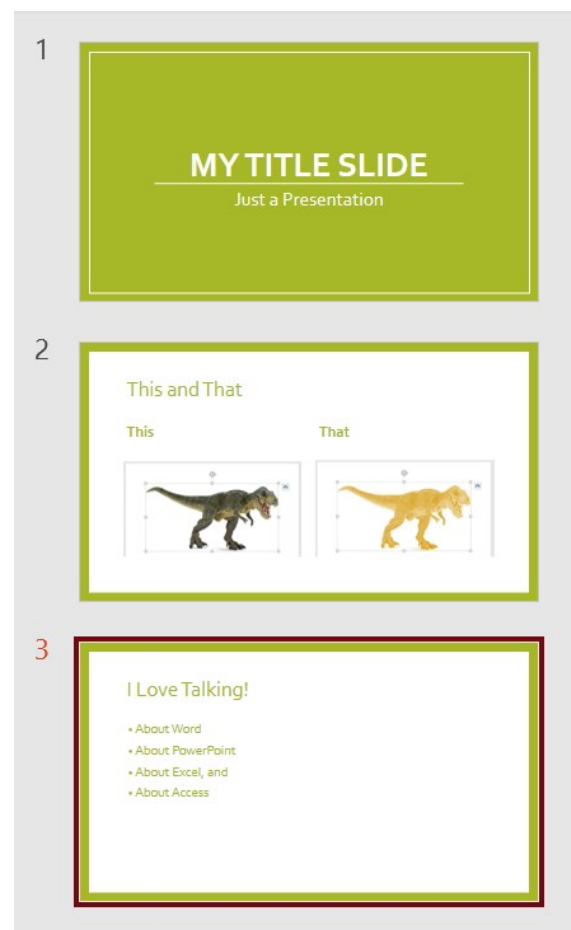 1
MY TITLE SLIDE
Just a Presentation
2
This and That
This
That
3
I Love Talking!
• About Word
• About PowerPoint
• About Excel, and
• About Access